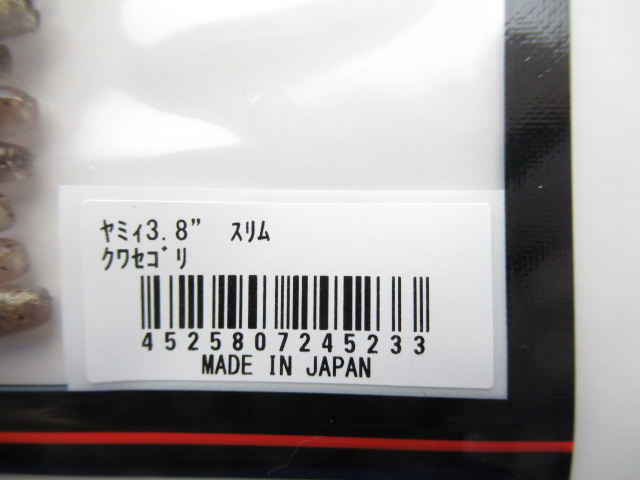 ﾔﾐｨ3.8" ｽﾘﾑ
ｸﾜｾｺﾞﾘ
4525807245233
MADE IN JAPAN